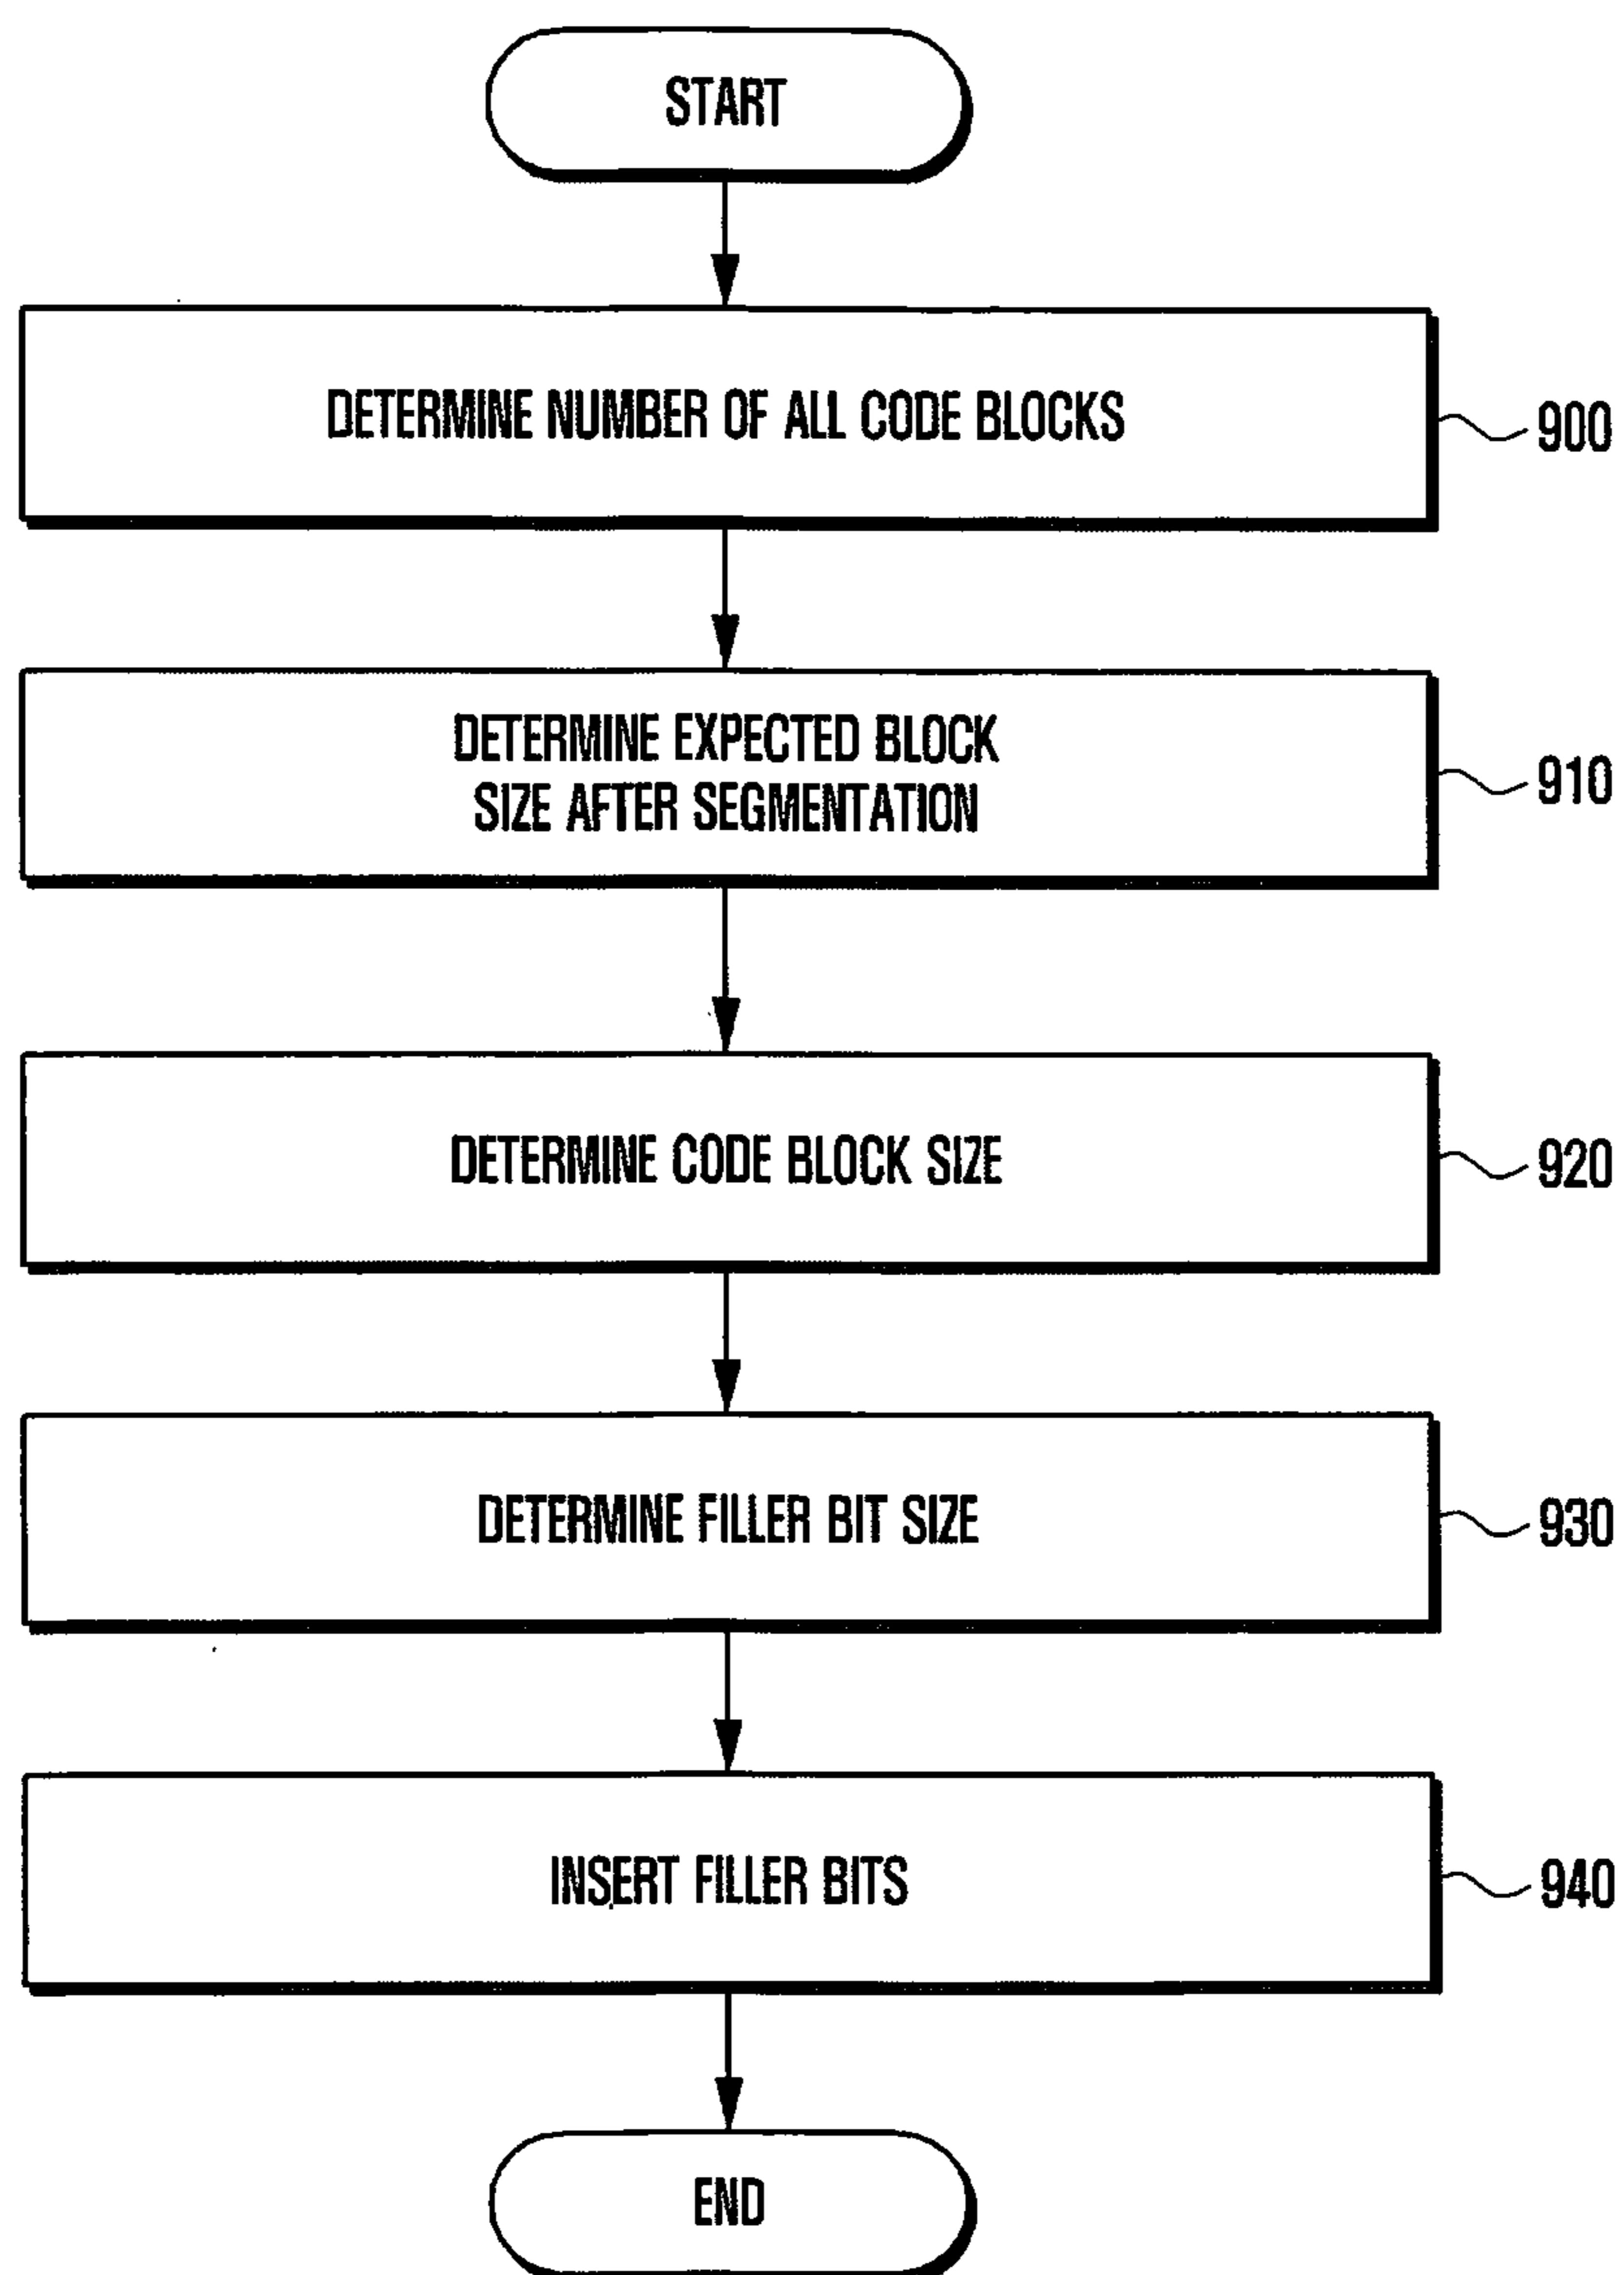 START
DETERMINE NUMBER OF ALL CODE BLOCKS
900
DETERMINE EXPECTED BLOCK
SIZE AFTER SEGMENTATION
910
DETERMINE CODE BLOCK SIZE
920
DETERMINE FILLER BIT SIZE
930
INSERT FILLER BITS
940
END